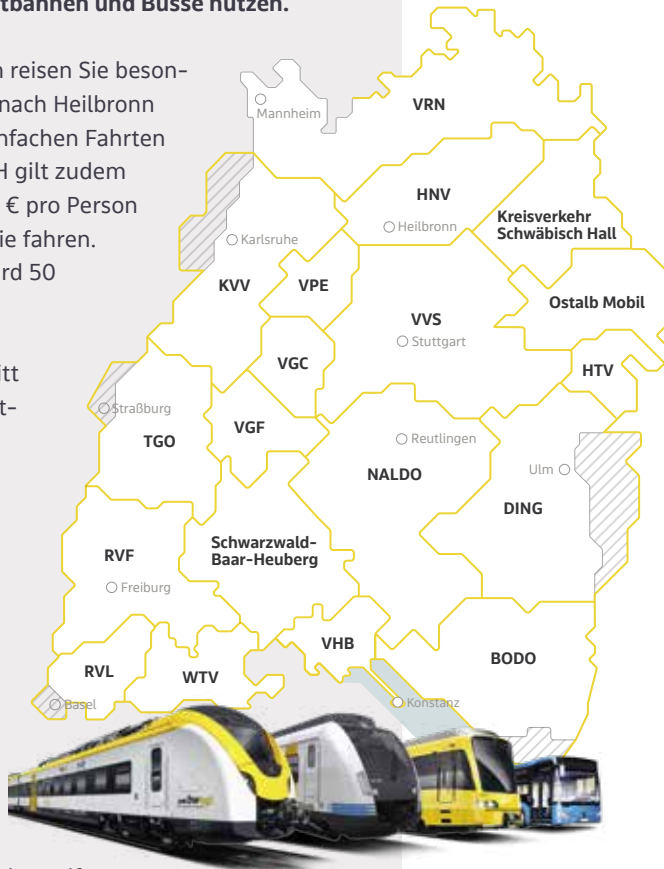 tbahnen und Busse nutzen.
n reisen Sie beson-
nach Heilbronn
infachen Fahrten
H gilt zudem
€ pro Person
ie fahren.
rd 50
itt
t-
Mannheim
VRN
HNV
Heilbronn
Kreisverkehr
Schwäbisch Hall
Karlsruhe
KVV
VPE
Ostalb Mobil
VVS
Stuttgart
VGC
HTV
Straßburg
TGO
VGF
Reutlingen
NALDO
Ulm
DING
Schwarzwald-
Baar-Heuberg
RVF
Freiburg
VHB
BODO
RVL
WTV
Basel
Konstanz